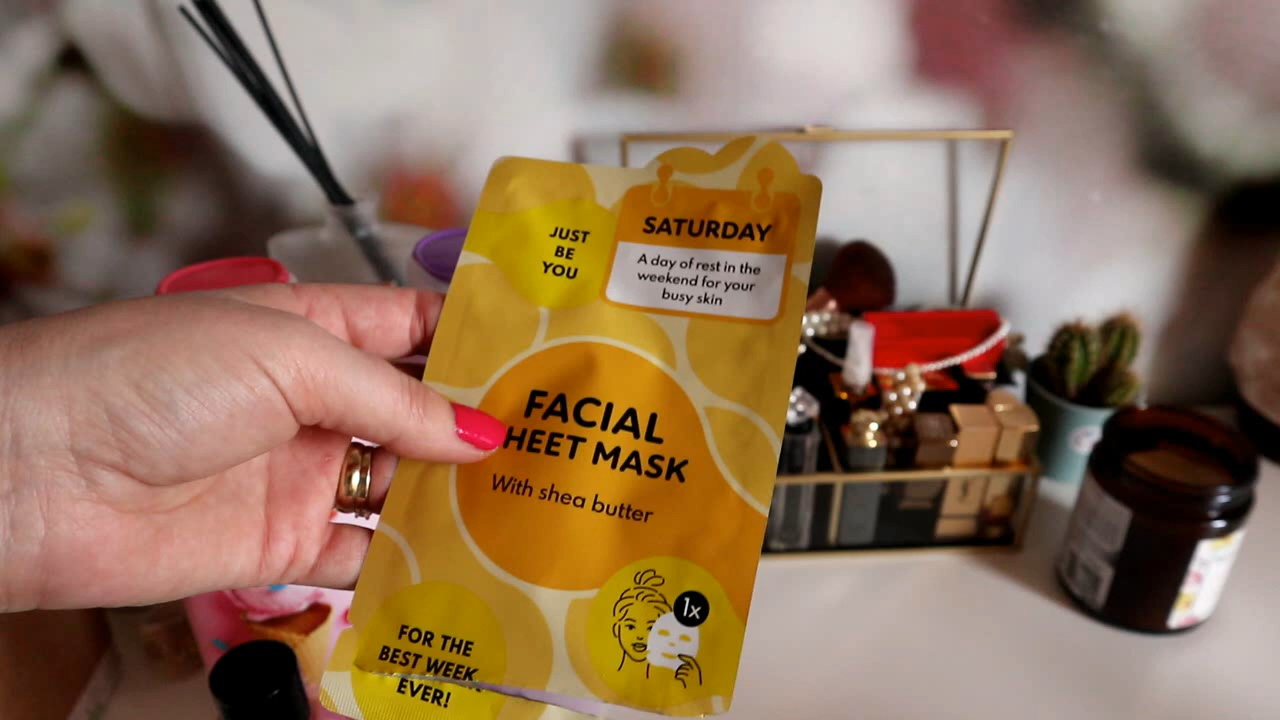 JUST
BE
YOU
SATURDAY
A day of rest in the
weekend for your
busy skin
FACIAL
HEET MASK
With shea butter
1x
FOR THE
BEST WEEK
EVER!